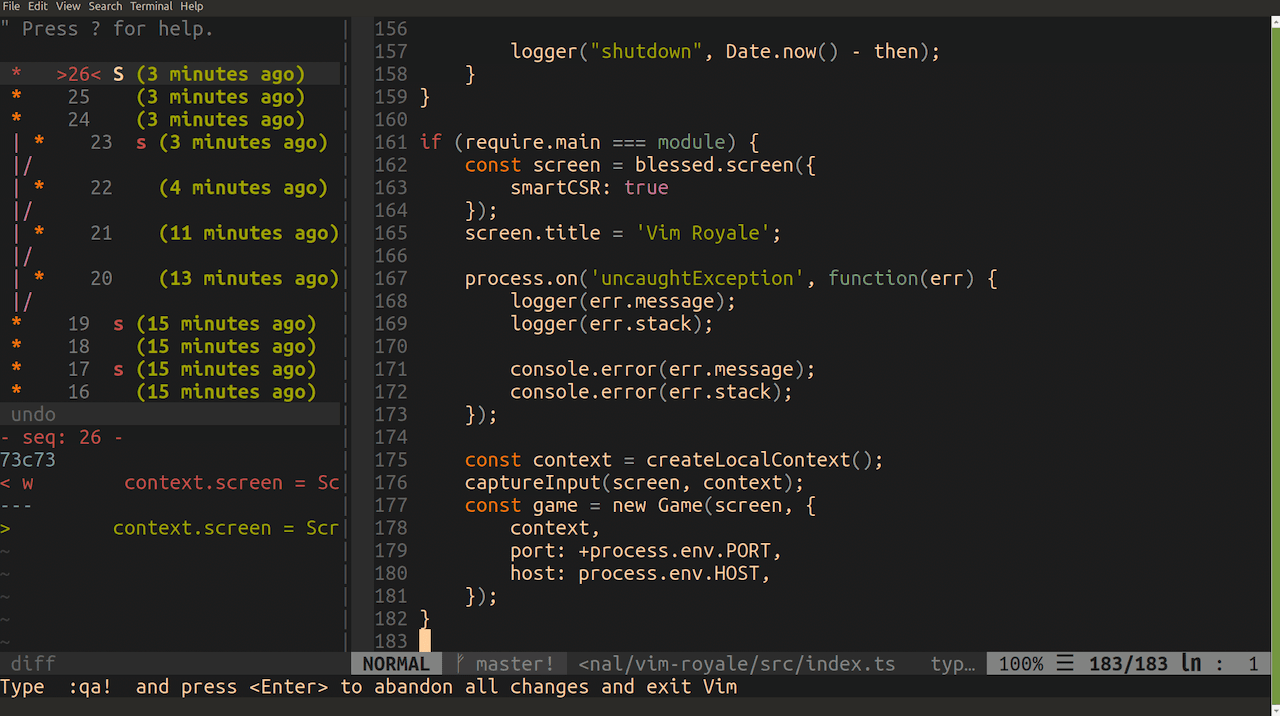 File Edit View Search Terminal Help
" Press ? for help.
* >26< S (3 minutes ago)
* 25 (3 minutes ago)
* 24 (3 minutes ago)
| * 23 s (3 minutes ago)
|/
| * 22 (4 minutes ago)
|/
| * 21 (11 minutes ago)
|/
| * 20 (13 minutes ago)
|/
* 19 s (15 minutes ago)
* 18 (15 minutes ago)
* 17 s (15 minutes ago)
* 16 (15 minutes ago)
undo
- seq: 26 -
73c73
< w context.screen = Sc
---
> context.screen = Scr
~
~
~
~
~
diff
156
157 logger("shutdown", Date.now() - then);
158 }
159 }
160
161 if (require.main === module) {
162 const screen = blessed.screen({
163 smartCSR: true
164 });
165 screen.title = 'Vim Royale';
166
167 process.on('uncaughtException', function(err) {
168 logger(err.message);
169 logger(err.stack);
170
171 console.error(err.message);
172 console.error(err.stack);
173 });
174
175 const context = createLocalContext();
176 captureInput(screen, context);
177 const game = new Game(screen, {
178 context,
179 port: +process.env.PORT,
180 host: process.env.HOST,
181 });
182 }
183
NORMAL ᚠ master! <nal/vim-royale/src/index.ts typ… 100% ☰ 183/183 ln : 1
Type :qa! and press <Enter> to abandon all changes and exit Vim